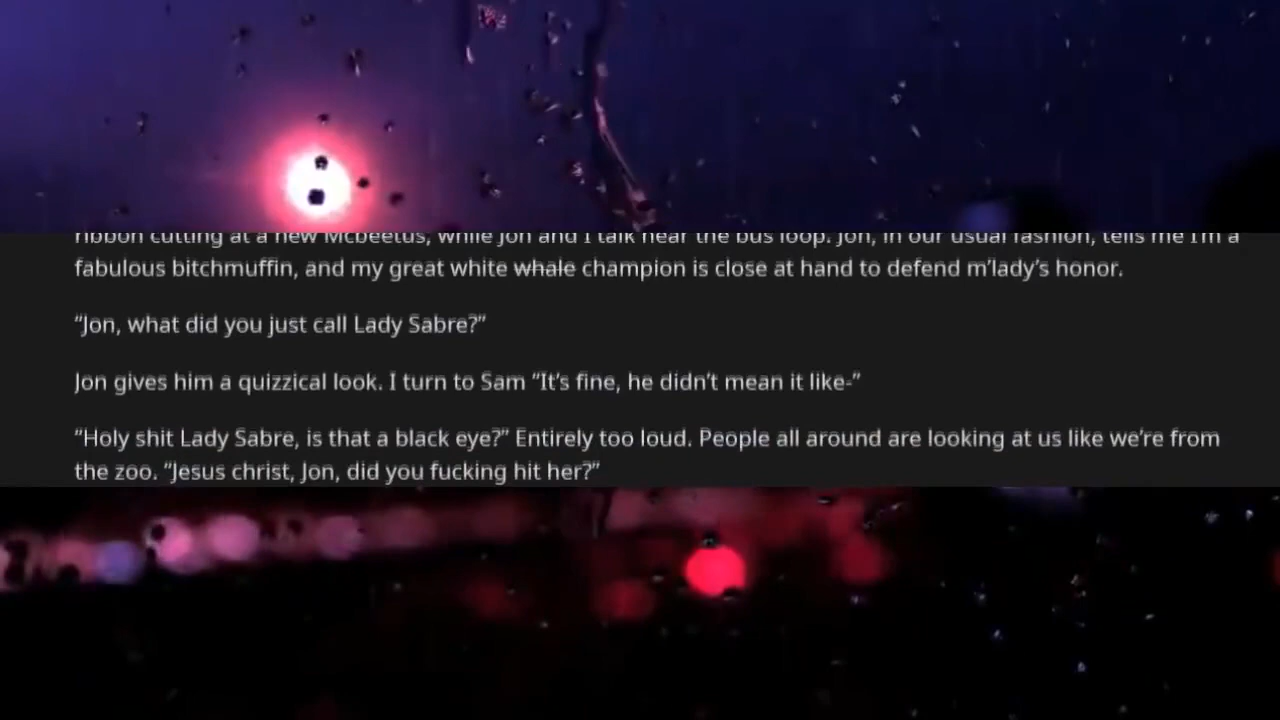 ribbon cutting at a new Mcbeetus, while Jon and I talk near the bus loop. Jon, in our usual fashion, tells me I'm a
fabulous bitchmuffin, and my great white whale champion is close at hand to defend m’lady’s honor.
“Jon, what did you just call Lady Sabre?”
Jon gives him a quizzical look. I turn to Sam “It’s fine, he didn’t mean it like-”
“Holy shit Lady Sabre, is that a black eye?” Entirely too loud. People all around are looking at us like we’re from
the zoo. “Jesus christ, Jon, did you fucking hit her?”